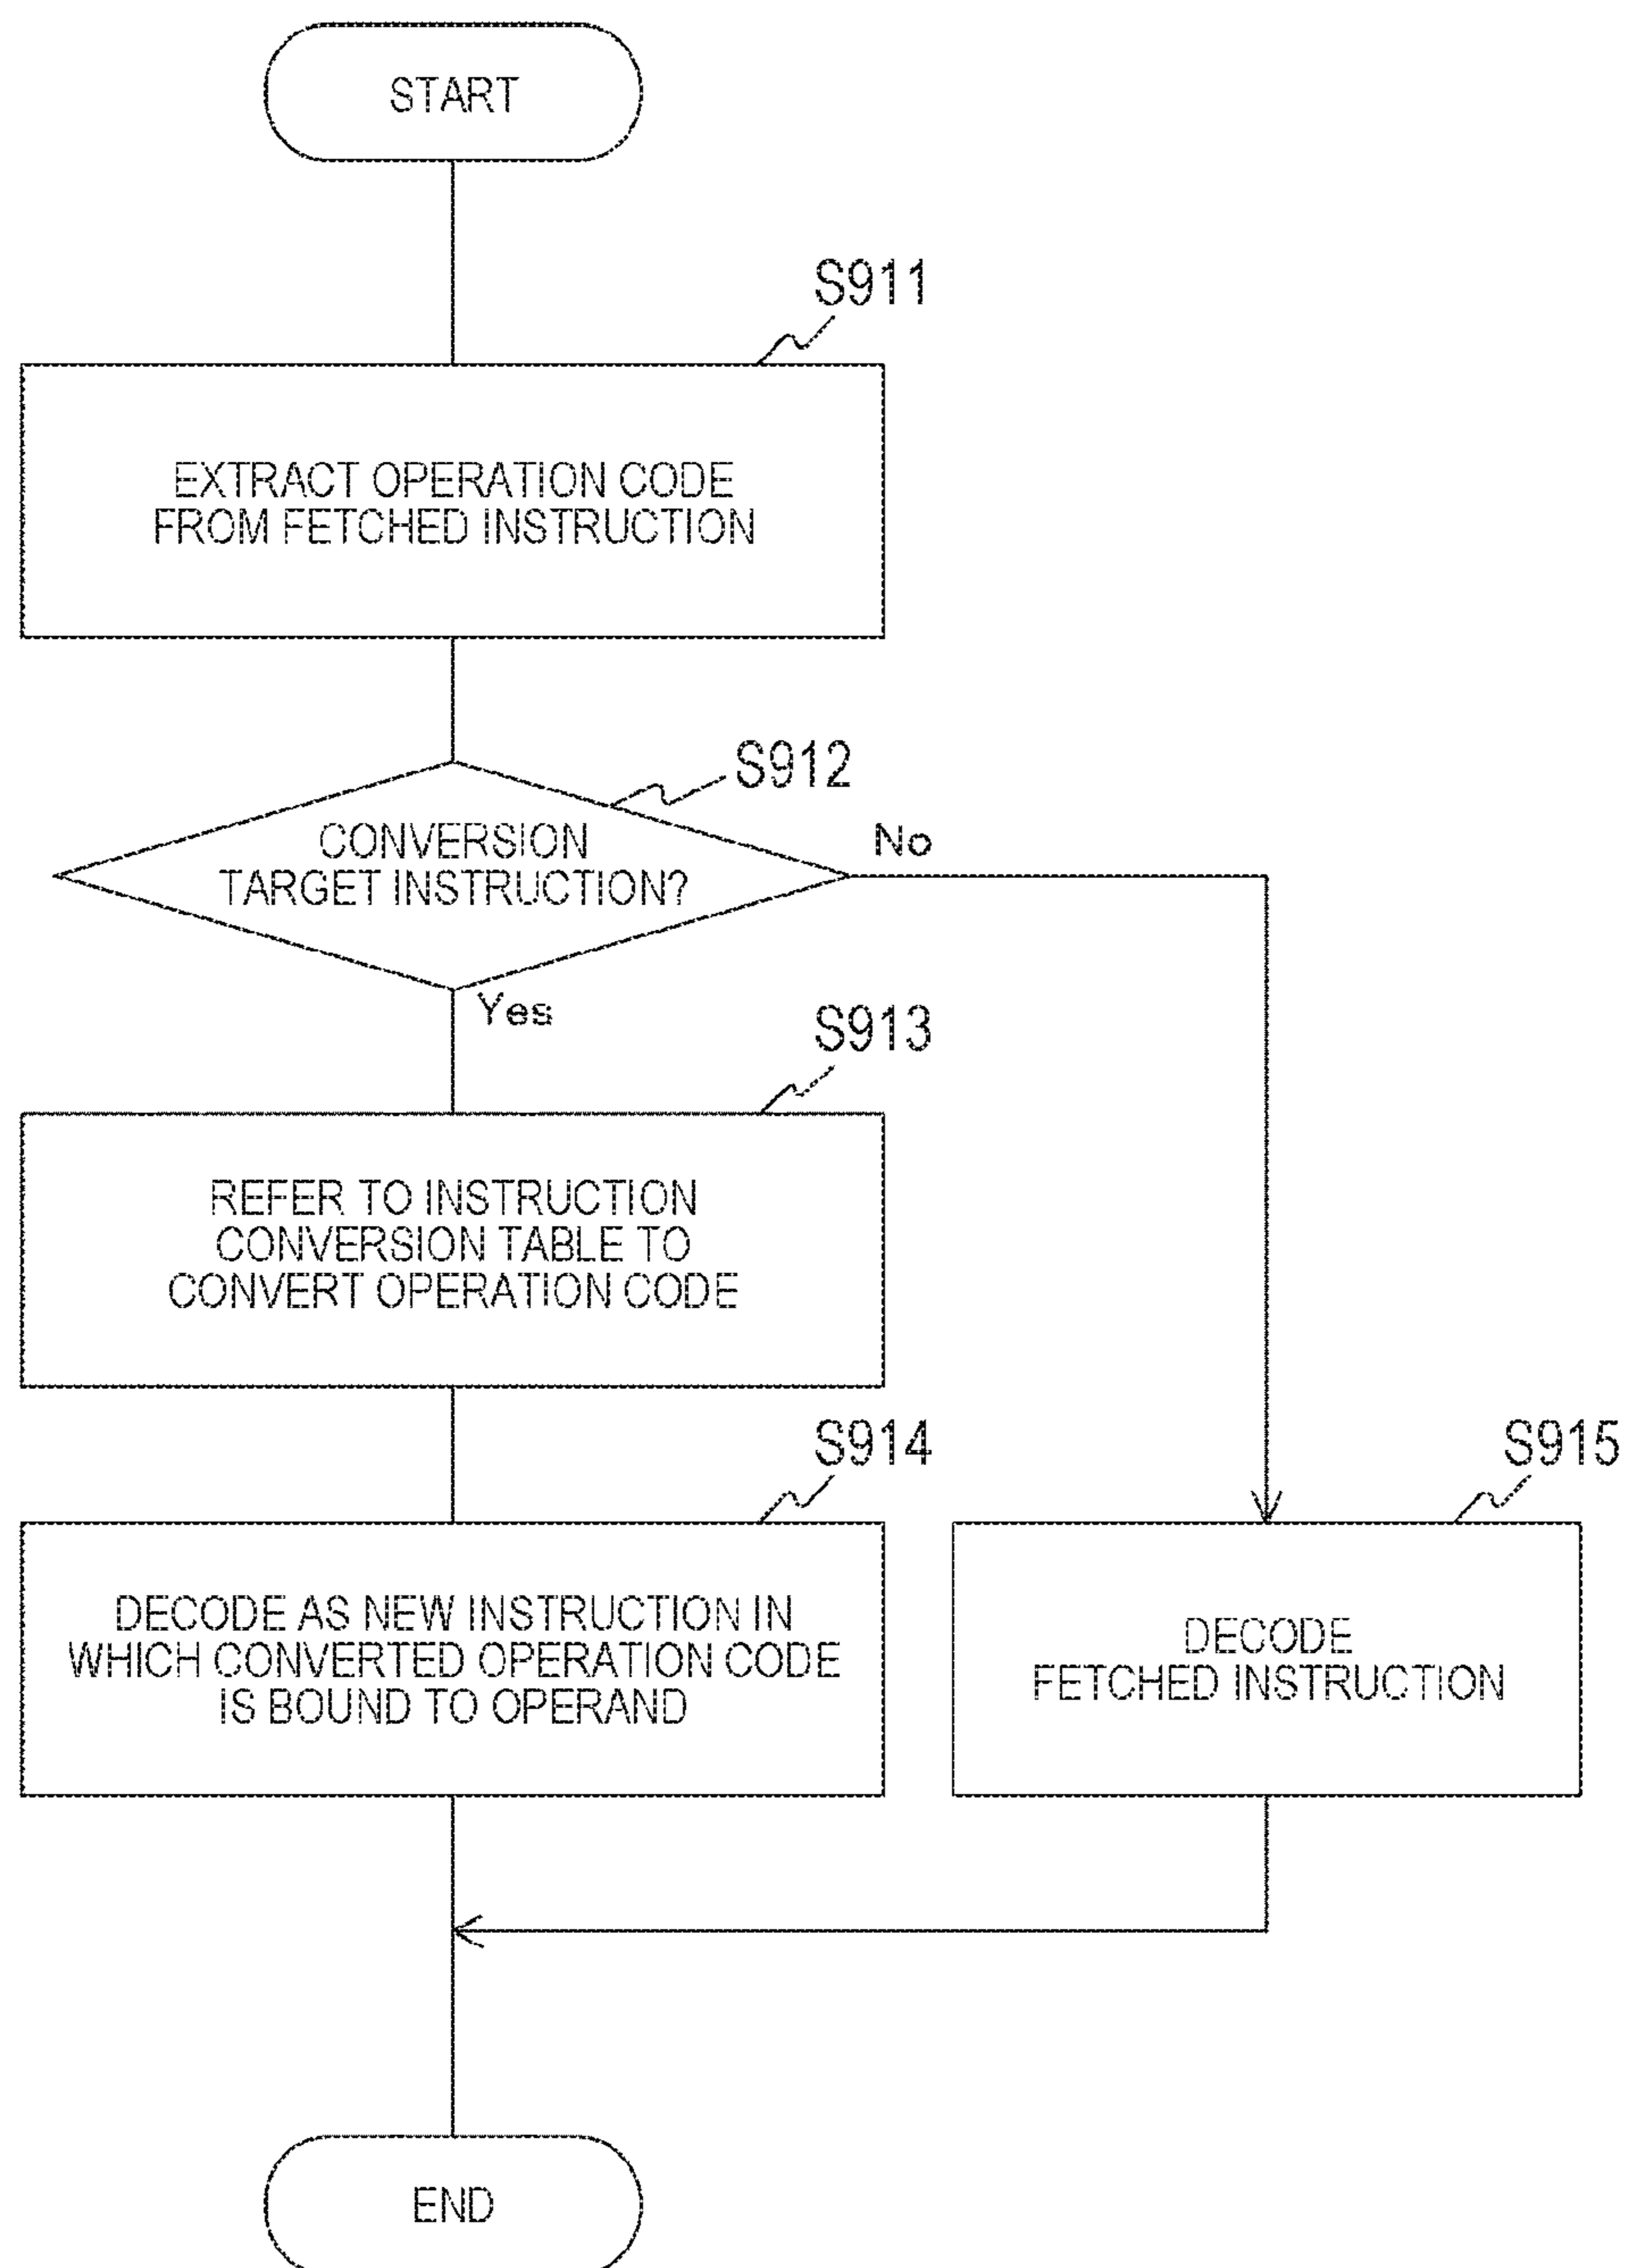 START
S911
EXTRACT OPERATION CODE
FROM FETCHED INSTRUCTION
S912
CONVERSION
TARGET INSTRUCTION?
No
Yes
S913
REFER TO INSTRUCTION
CONVERSION TABLE TO
CONVERT OPERATION CODE
S914
DECODE AS NEW INSTRUCTION IN
WHICH CONVERTED OPERATION CODE
IS BOUND TO OPERAND
S915
DECODE
FETCHED INSTRUCTION
END